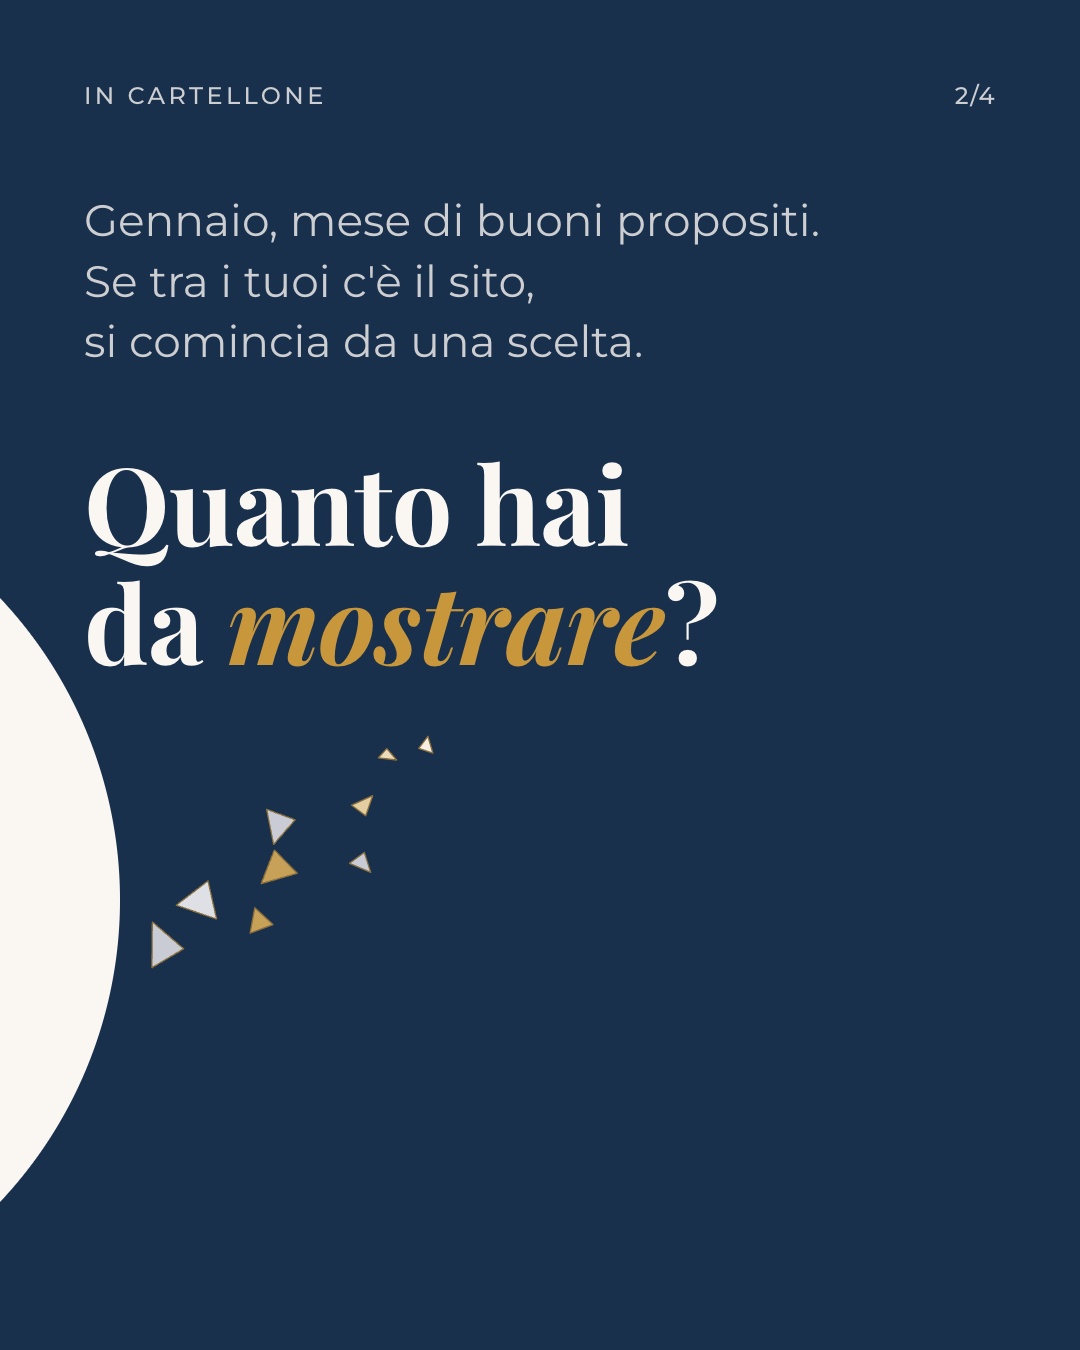 IN CARTELLONE
2/4
Gennaio, mese di buoni propositi.
Se tra i tuoi c'è il sito,
si comincia da una scelta.
Quanto hai
da mostrare?